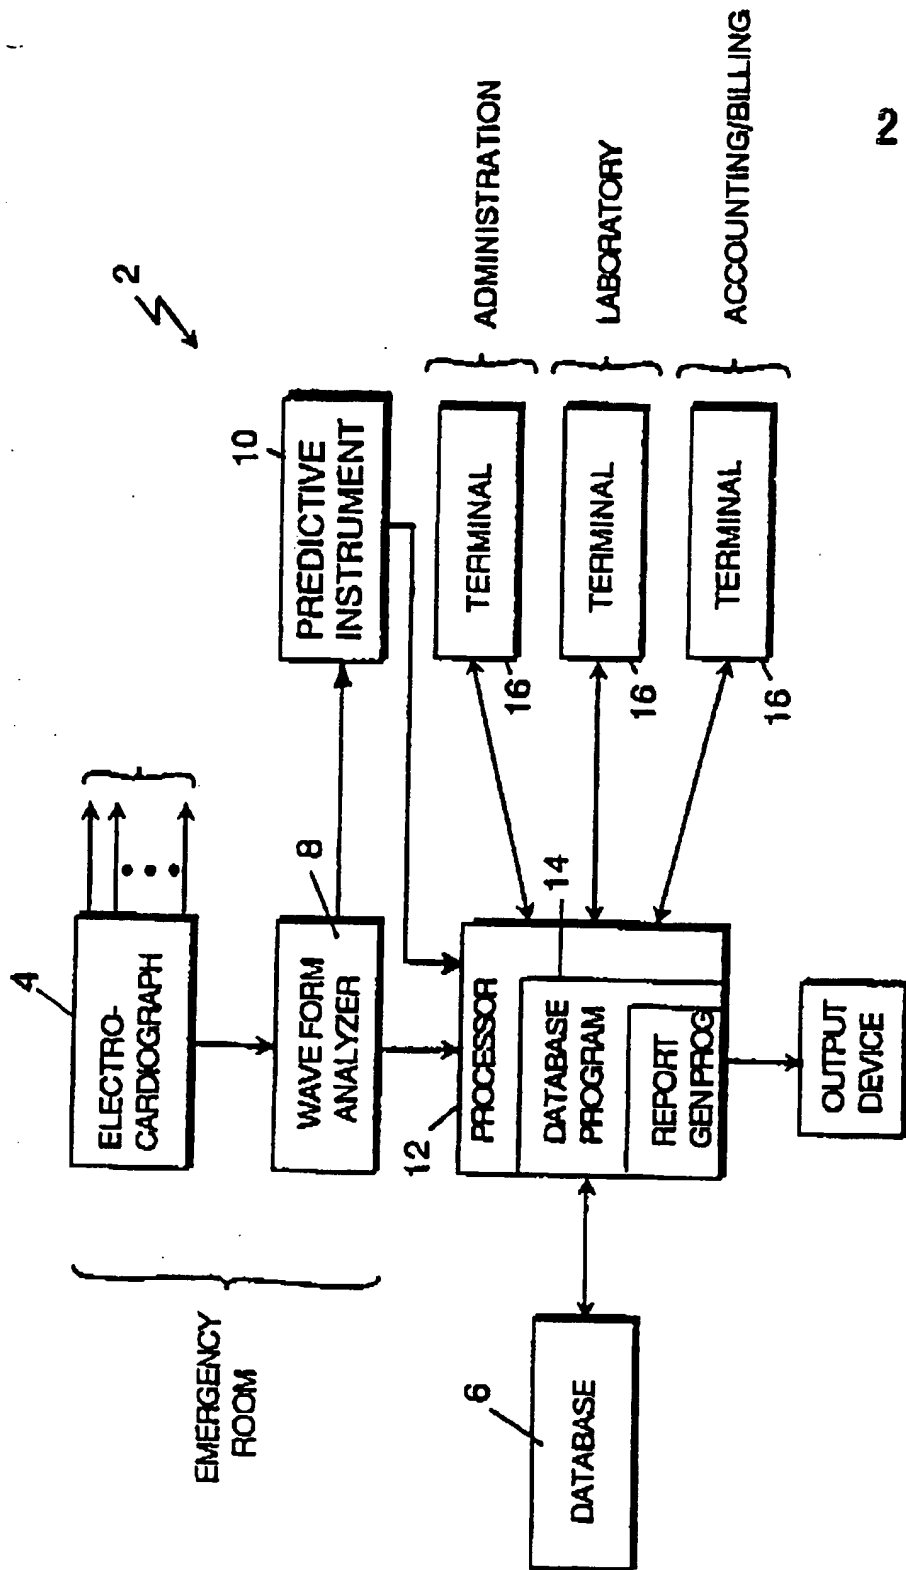 EMERGENCY
ROOM
4
ELECTRO-
CARDIOGRAPH
2
WAVE FORM
ANALYZER
8
10
PREDICTIVE
INSTRUMENT
6
DATABASE
12
PROCESSOR
14
DATABASE
PROGRAM
REPORT
GEN PROG
TERMINAL
16
ADMINISTRATION
TERMINAL
16
LABORATORY
TERMINAL
16
ACCOUNTING/BILLING
OUTPUT
DEVICE
2